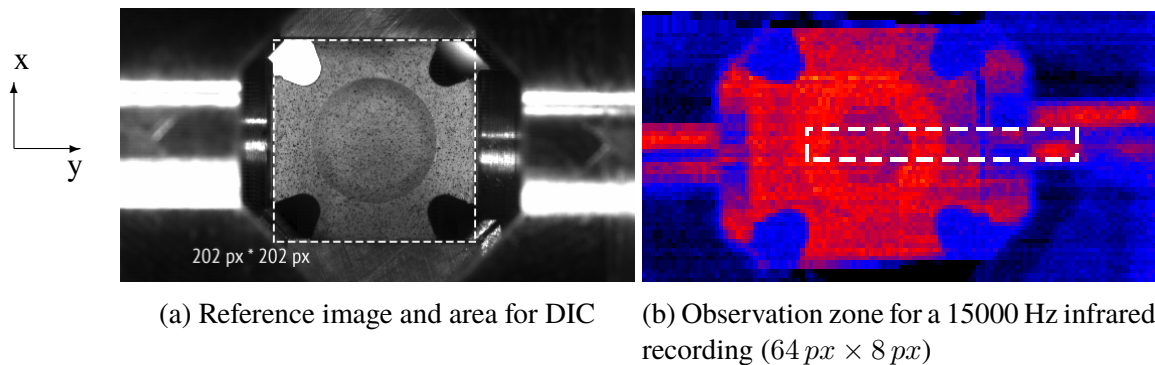 x
y
202 px * 202 px
(a) Reference image and area for DIC
(b) Observation zone for a 15000 Hz infrared
recording (64 px × 8 px)